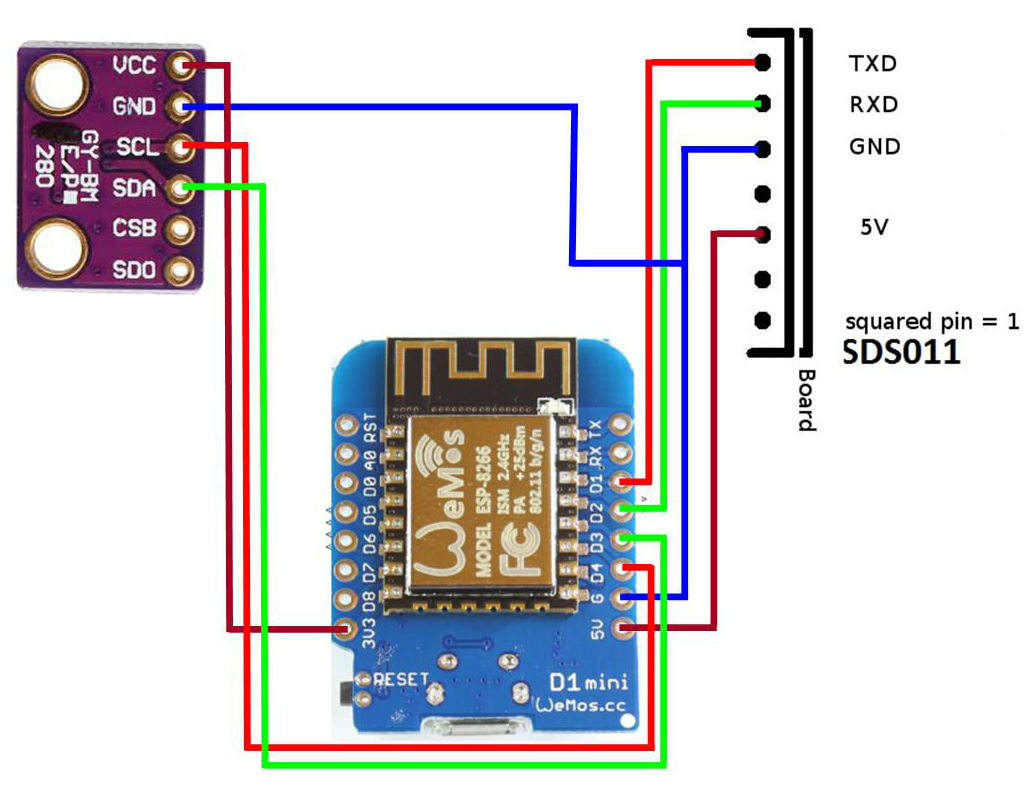 VCC
GND
SCL
SDA
CSB
SDO
GY-BM
E/P
280
TXD
RXD
GND
5V
squared pin = 1
SDS011
Board
RST
A0
D0
D5
D6
D7
D8
3V3
TX
RX
D1
D2
D3
D4
G
5V
WeMos
MODEL ESP-8266
ISM 2.4GHz
PA +25dBm
802.11 b/g/n
FC
RESET
D1 mini
WeMos.cc